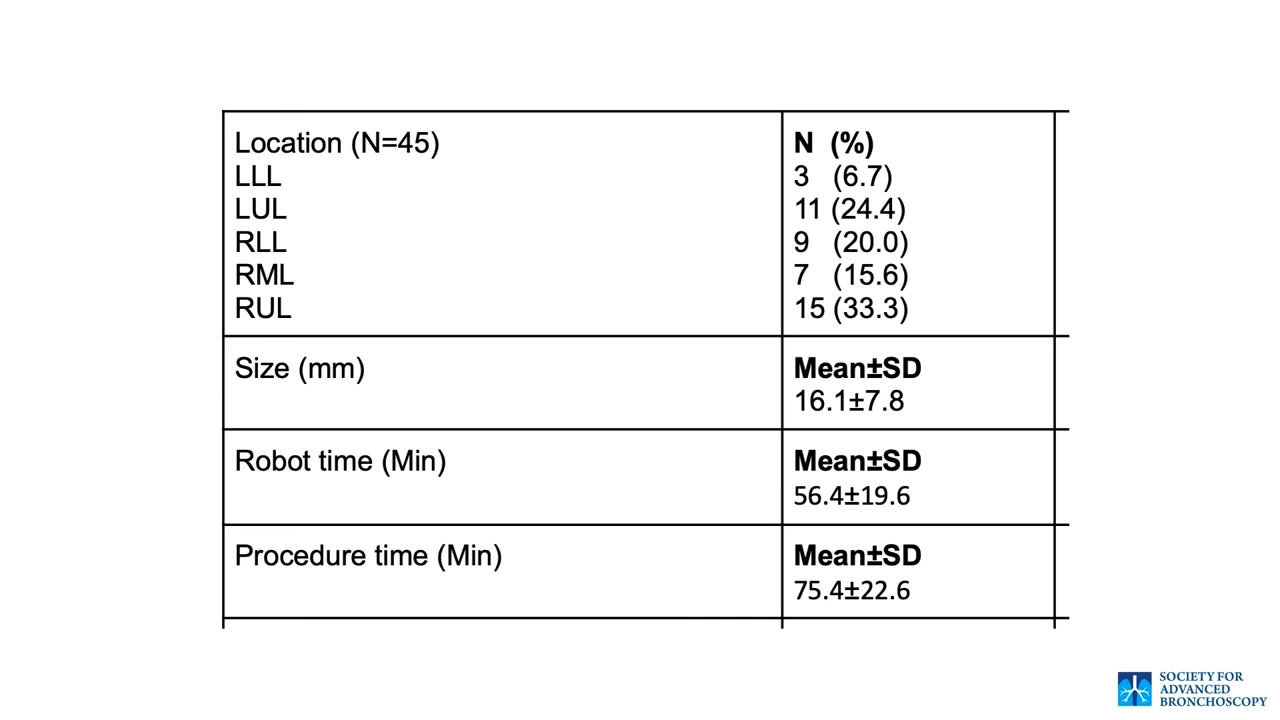 Location (N=45)
N (%)
LLL
3 (6.7)
LUL
11 (24.4)
RLL
9 (20.0)
RML
7 (15.6)
RUL
15 (33.3)
Size (mm)
Mean±SD
16.1±7.8
Robot time (Min)
Mean±SD
56.4±19.6
Procedure time (Min)
Mean±SD
75.4±22.6
SOCIETY FOR
ADVANCED
BRONCHOSCOPY